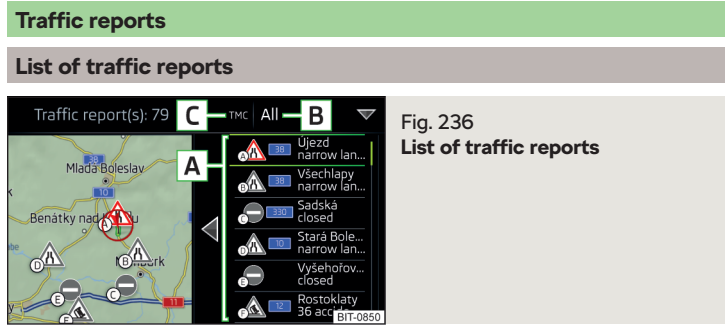 Traffic reports
List of traffic reports
Traffic report(s): 79 C TMC All B
A
Fig. 236
List of traffic reports
38
Mladá Boleslav
10
Benátky nad
A
B
D
E
C
F
11
A 38 Újezd
narrow lan...
B 38 Všechlapy
narrow lan...
C 330 Sadská
closed
D 10 Stará Bole...
narrow lan...
E Vyšehořov...
closed
F 12 Rostoklaty
36
BIT-0850